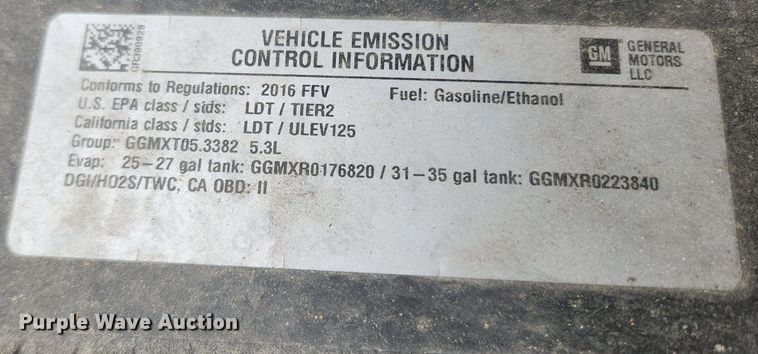 VEHICLE EMISSION
CONTROL INFORMATION
GM
GENERAL
MOTORS
LLC
Conforms to Regulations: 2016 FFV
Fuel: Gasoline/Ethanol
U.S. EPA class / stds: LDT / TIER2
California class / stds: LDT / ULEV125
Group: GGMXT05.3382 5.3L
Evap: 25-27 gal tank: GGMXR0176820 / 31-35 gal tank: GGMXR0223840
DGI/HO2S/TWC, CA OBD: II
Purple Wave Auction